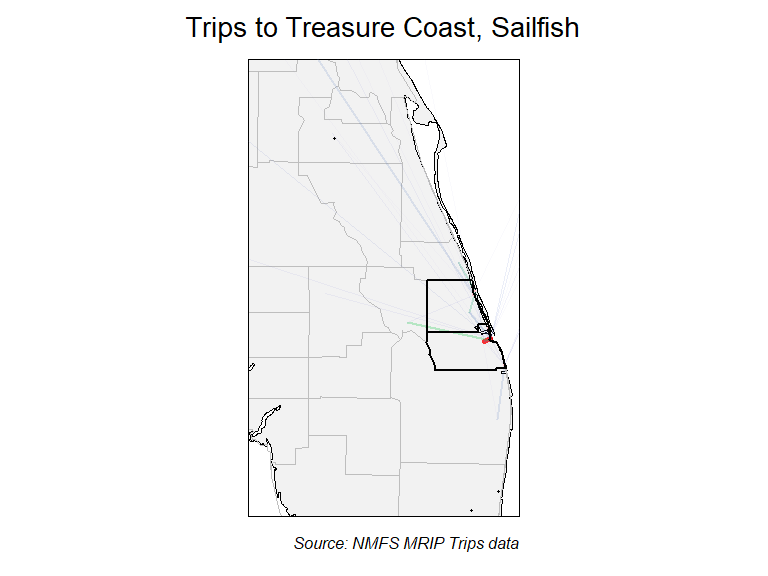 Trips to Treasure Coast, Sailfish
Source: NMFS MRIP Trips data